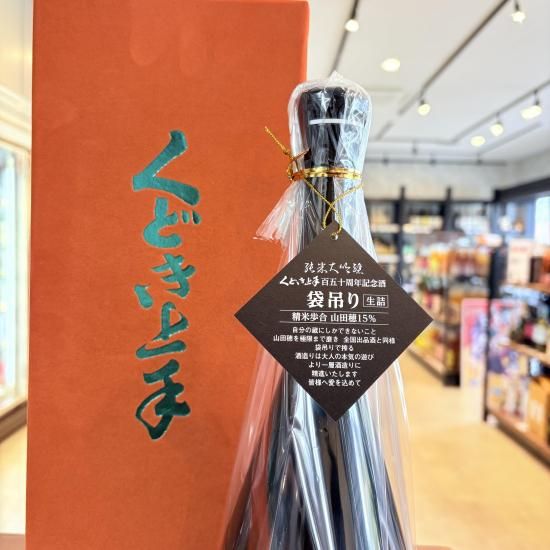 くどき上手
純米大吟醸
くどき上手百五十周年記念酒
袋吊り 生詰
精米歩合 山田穂15%
自分の蔵にしかできないこと
山田穂を極限まで磨き 全国出品酒と同様
袋吊りで搾る
酒造りは大人の本気の遊び
より一層酒造りに
精進いたします
皆様へ愛を込めて